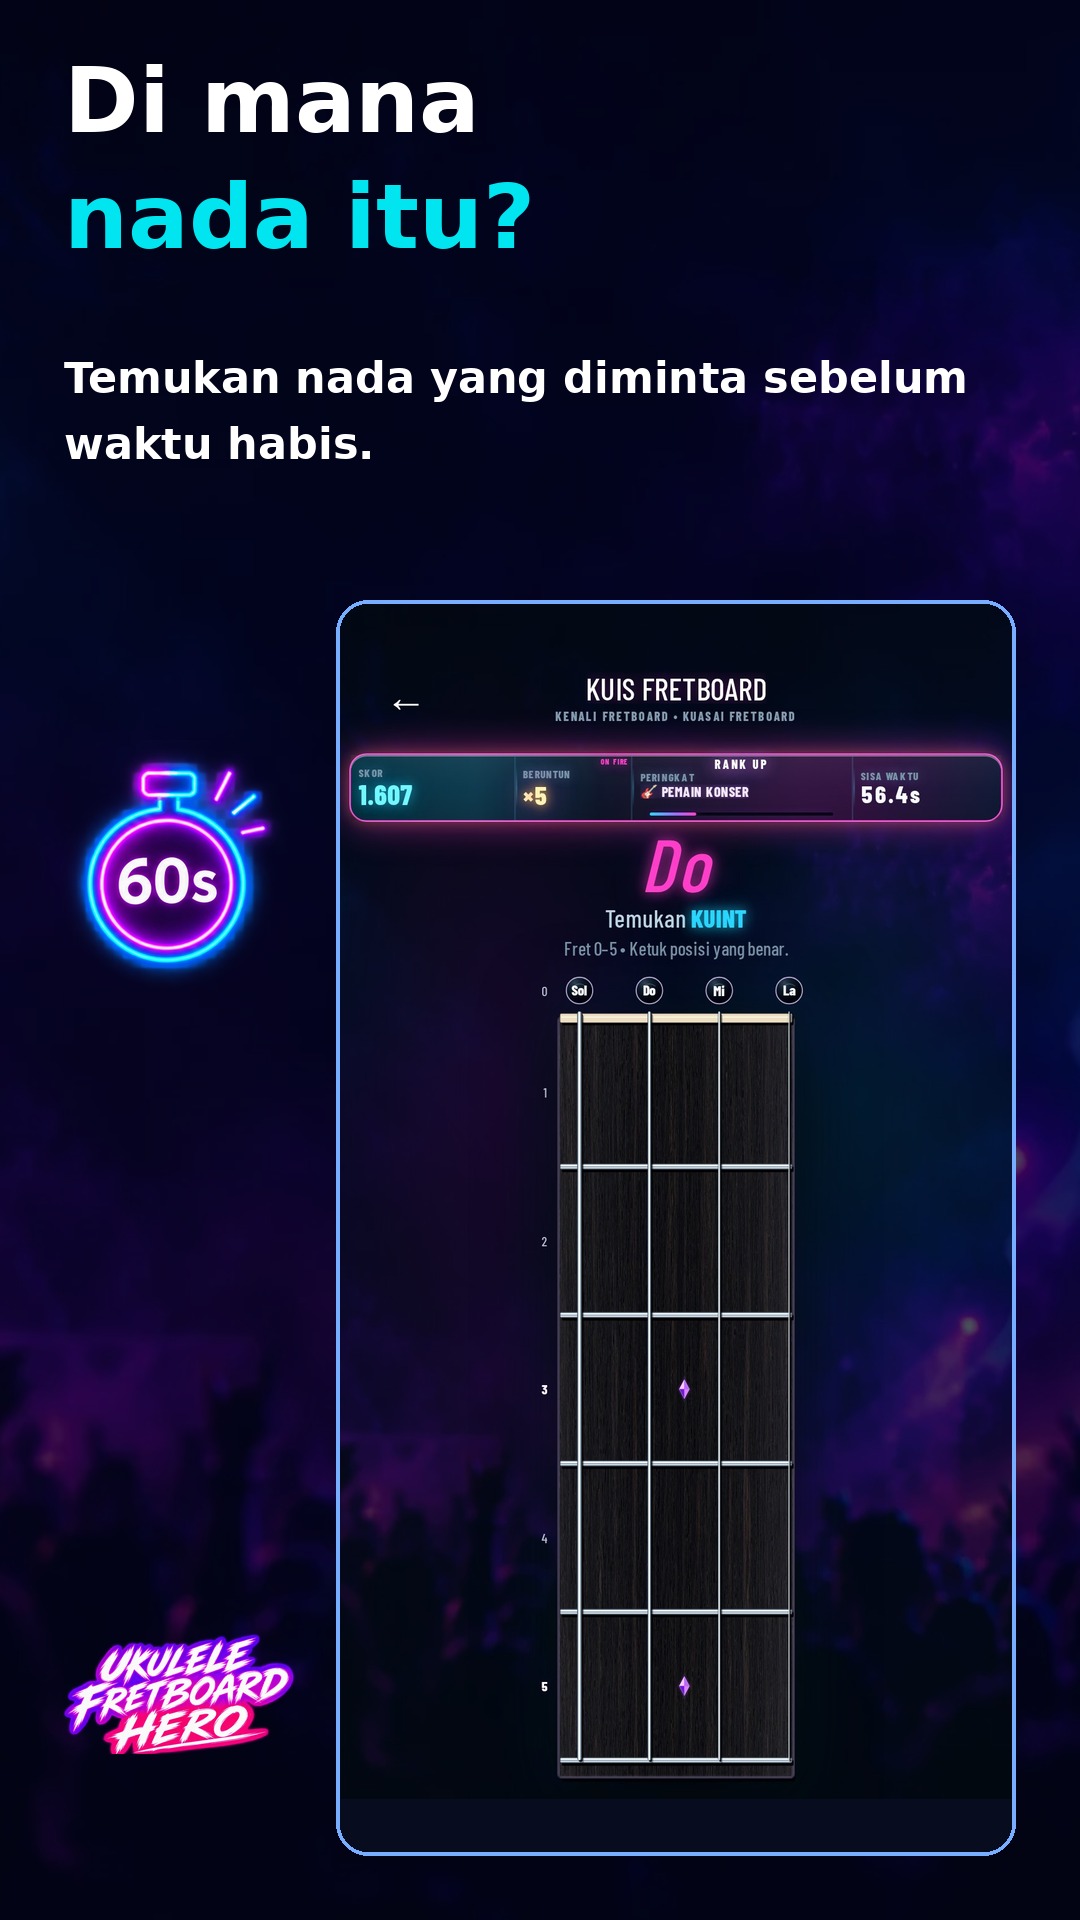 Di mana
nada itu?
Temukan nada yang diminta sebelum
waktu habis.
60s
UKULELE
FRETBOARD
HERO
←
KUIS FRETBOARD
KENALI FRETBOARD • KUASAI FRETBOARD
SKOR
1.607
BERUNTUN
ON FIRE
×5
RANK UP
PERINGKAT
🎸 PEMAIN KONSER
SISA WAKTU
56.4s
Do
Temukan KUINT
Fret 0–5 • Ketuk posisi yang benar.
0 Sol Do Mi La
1
2
3
4
5